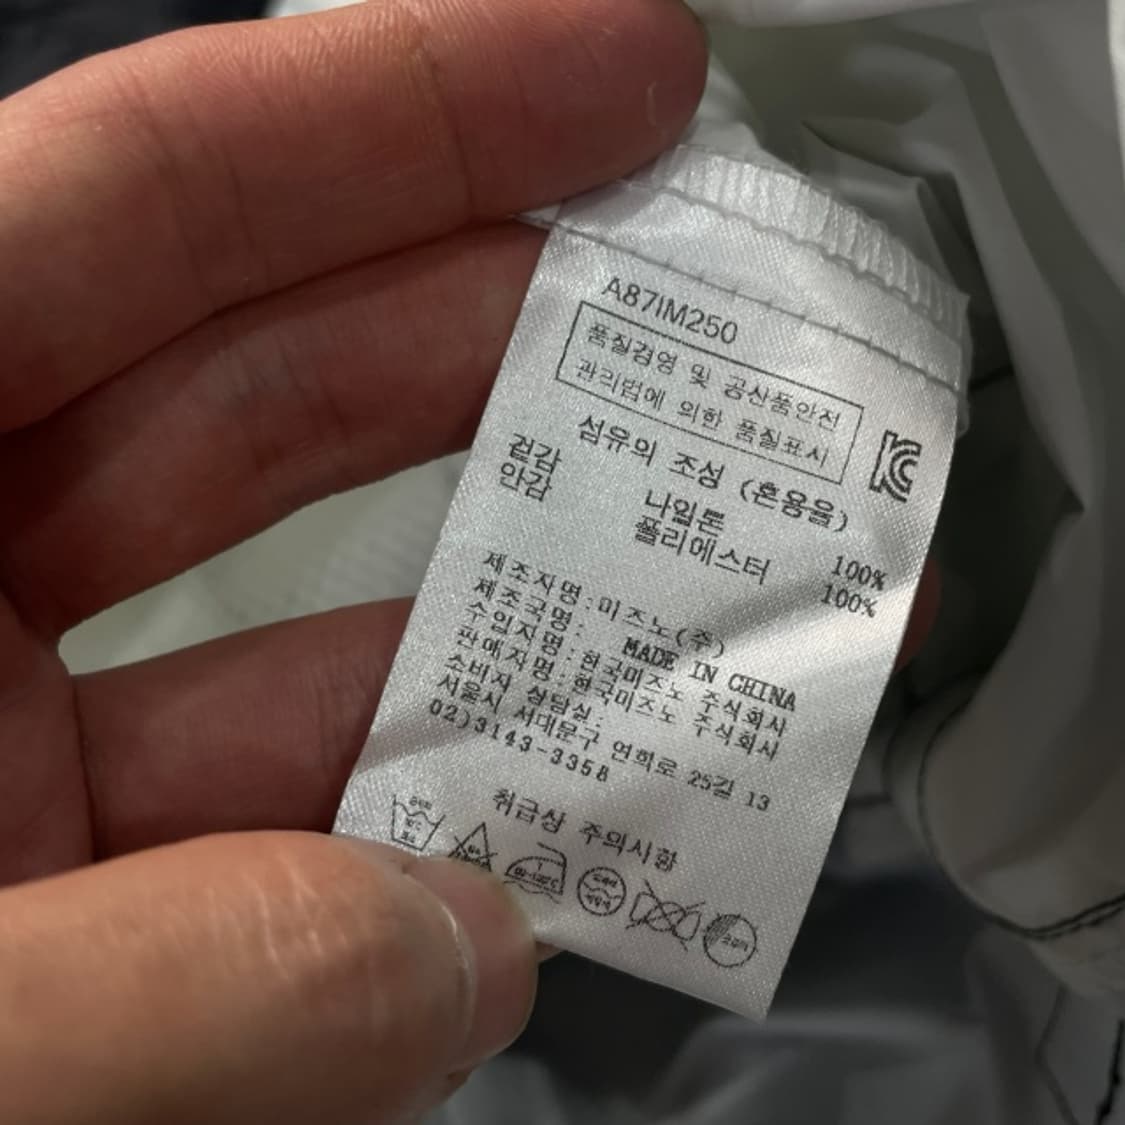 A87IM250
품질경영 및 공산품안전
관리법에 의한 품질표시
섬유의 조성 (혼용율)
겉감 나일론 100%
안감 폴리에스터 100%
제조자명:미즈노(주)
제조국명: MADE IN CHINA
수입자명:한국미즈노 주식회사
판매자명:한국미즈노 주식회사
소비자 상담실:
서울시 서대문구 연희로 25길 13
02)3143-3358
취급상 주의사항